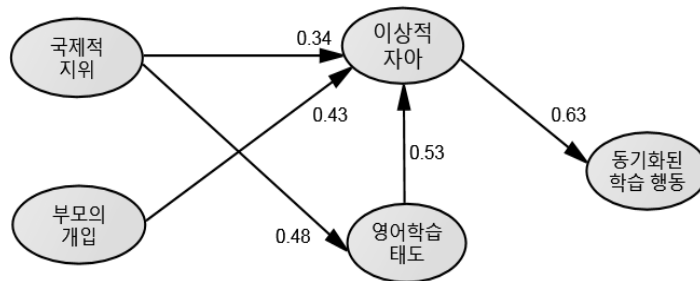 국제적
지위
0.34
이상적
자아
0.43
0.63
0.53
동기화된
학습 행동
부모의
개입
0.48
영어학습
태도